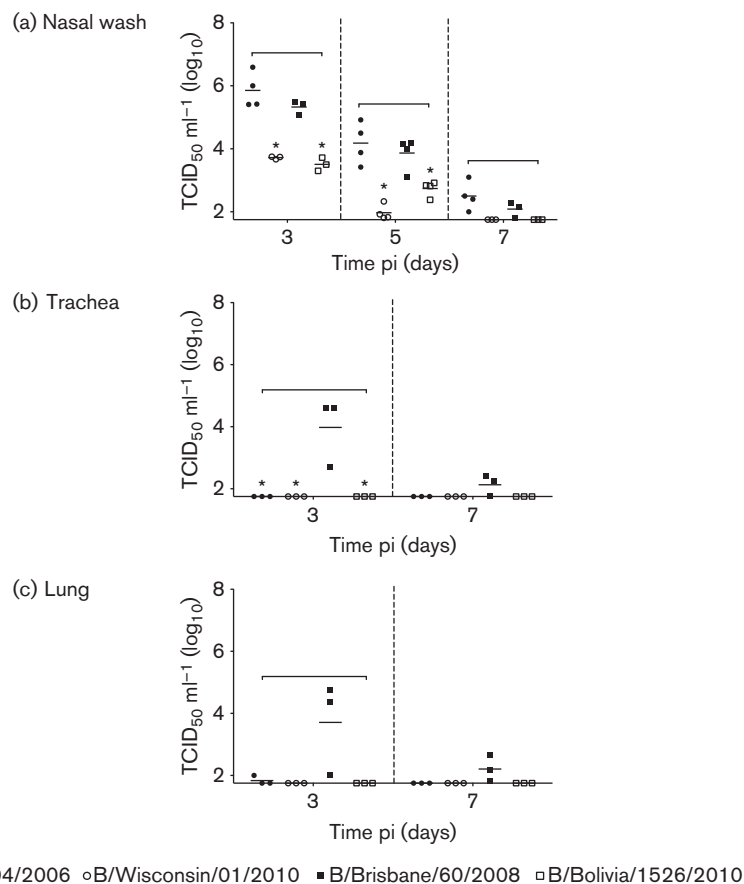 (a) Nasal wash
TCID50 ml−1 (log10)
8
6
4
2
* * * *
3 5 7
Time pi (days)
(b) Trachea
TCID50 ml−1 (log10)
8
6
4
2
* * *
3 7
Time pi (days)
(c) Lung
TCID50 ml−1 (log10)
8
6
4
2
3 7
Time pi (days)
04/2006 ○B/Wisconsin/01/2010 ■B/Brisbane/60/2008 □B/Bolivia/1526/2010